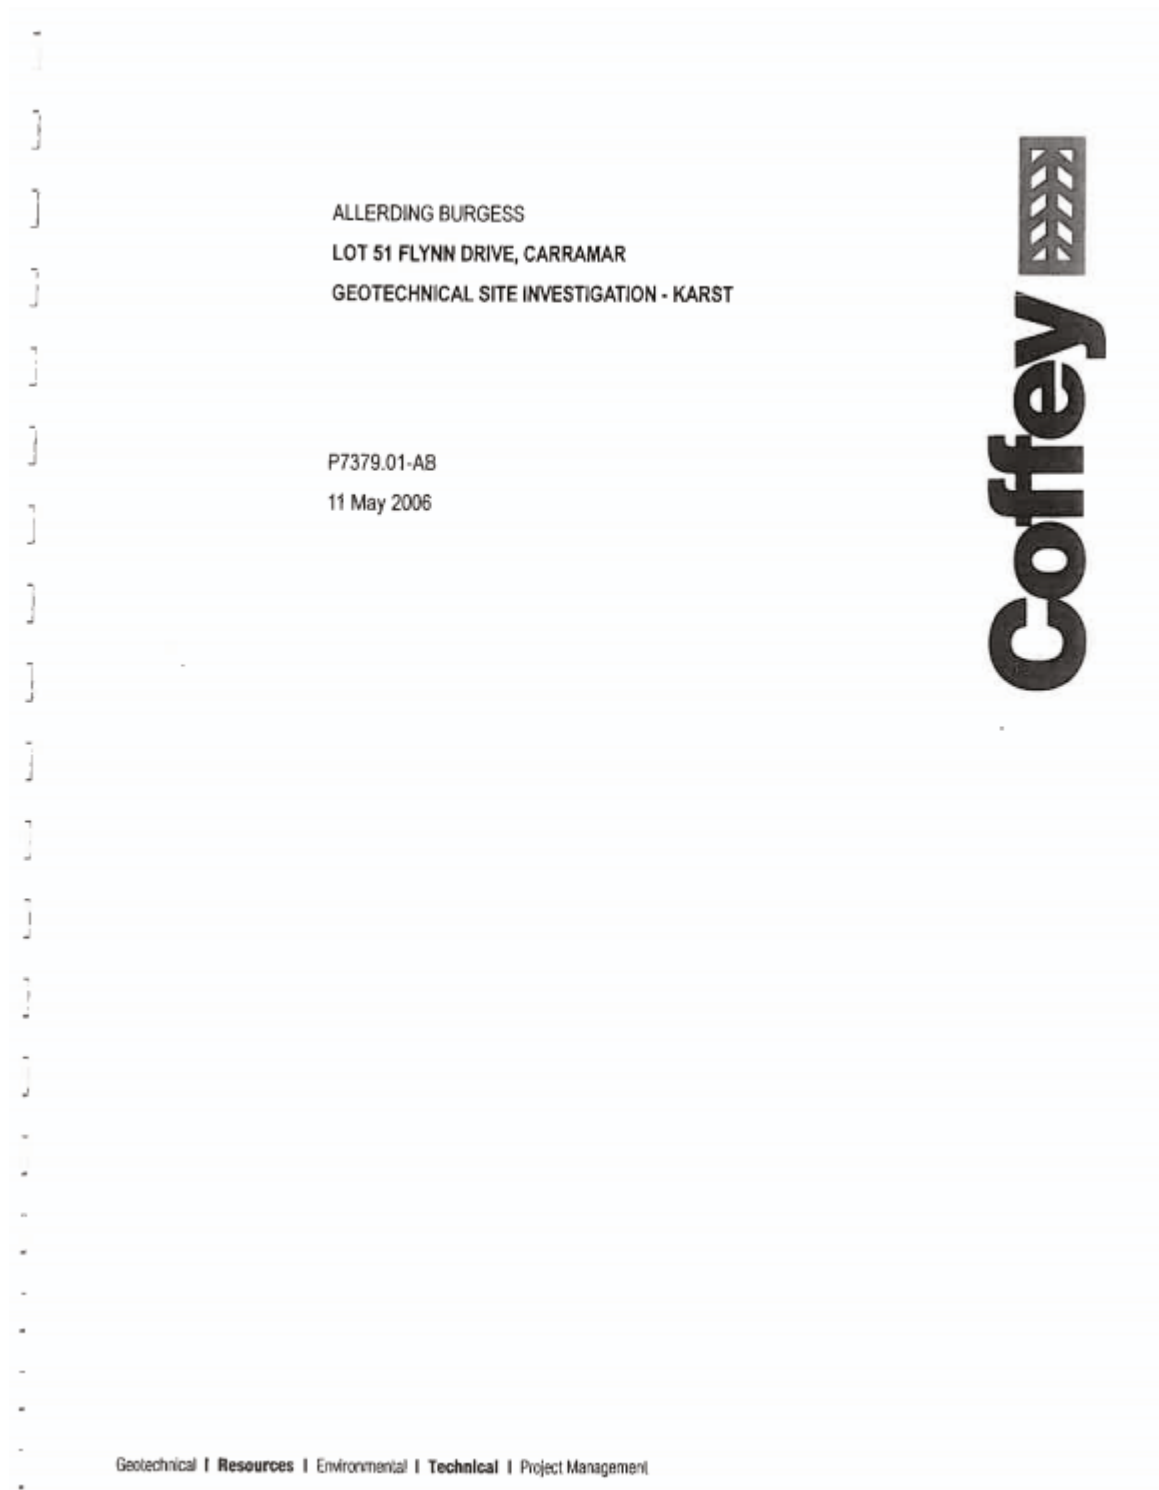 ALLERDING BURGESS
LOT 51 FLYNN DRIVE, CARRAMAR
GEOTECHNICAL SITE INVESTIGATION - KARST
P7379.01-AB
11 May 2006
Coffey
Geotechnical | Resources | Environmental | Technical | Project Management